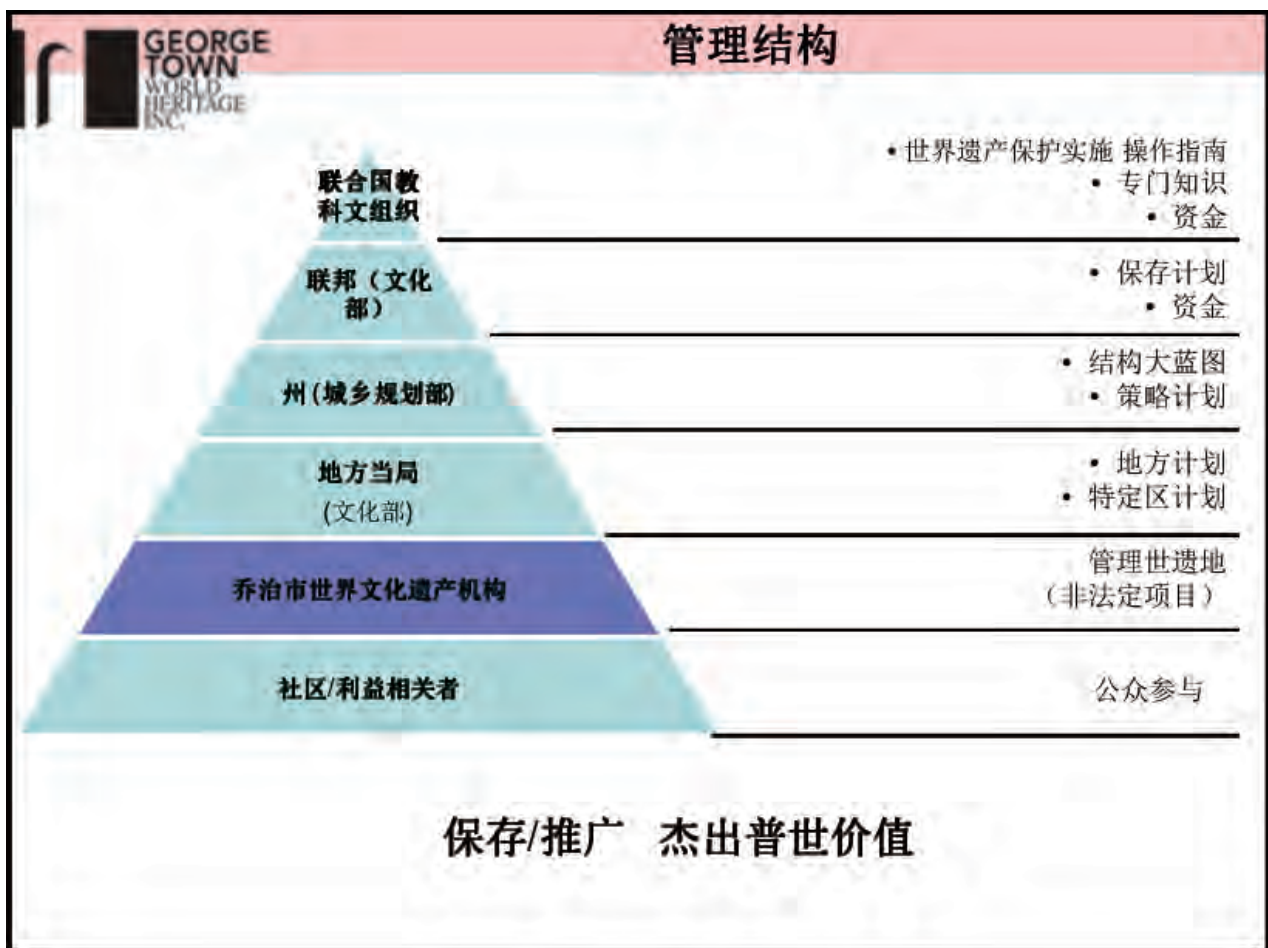 GEORGE
TOWN
WORLD
HERITAGE
INC.
管理结构
联合国教
科文组织
• 世界遗产保护实施 操作指南
• 专门知识
• 资金
联邦（文化
部）
• 保存计划
• 资金
州(城乡规划部)
• 结构大蓝图
• 策略计划
地方当局
(文化部)
• 地方计划
• 特定区计划
乔治市世界文化遗产机构
管理世遗地
（非法定项目）
社区/利益相关者
公众参与
保存/推广 杰出普世价值